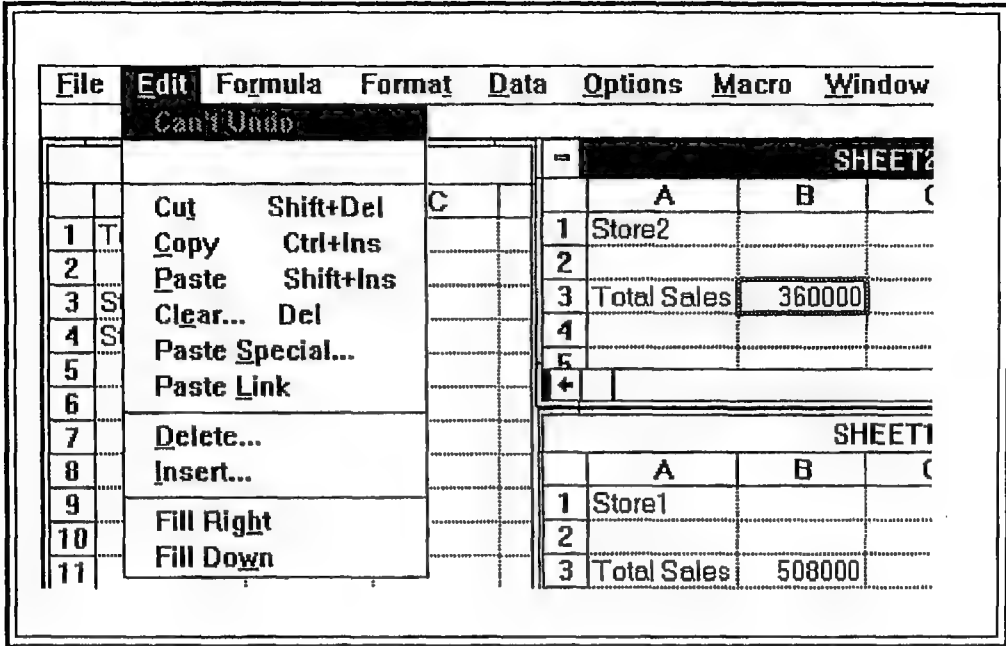 File Edit Formula Format Data Options Macro Window
Can't Undo
Cut Shift+Del
Copy Ctrl+Ins
Paste Shift+Ins
Clear... Del
Paste Special...
Paste Link
Delete...
Insert...
Fill Right
Fill Down
C
1
2
3
4
5
6
7
8
9
10
11
SHEET2
A B
1 Store2
2
3 Total Sales 360000
4
5
SHEET1
A B
1 Store1
2
3 Total Sales 508000